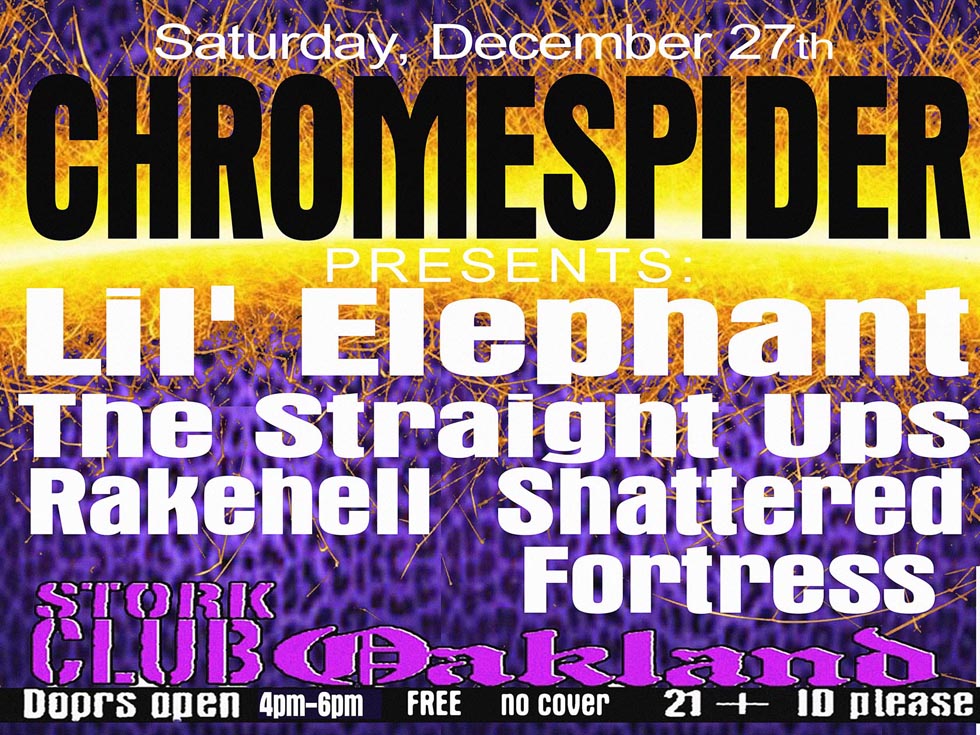 Saturday, December 27th
CHROMESPIDER
PRESENTS:
Lil' Elephant
The Straight Ups
Rakehell Shattered
Fortress
STORK
CLUB Oakland
Doors open 4pm-6pm FREE no cover 21 + ID please